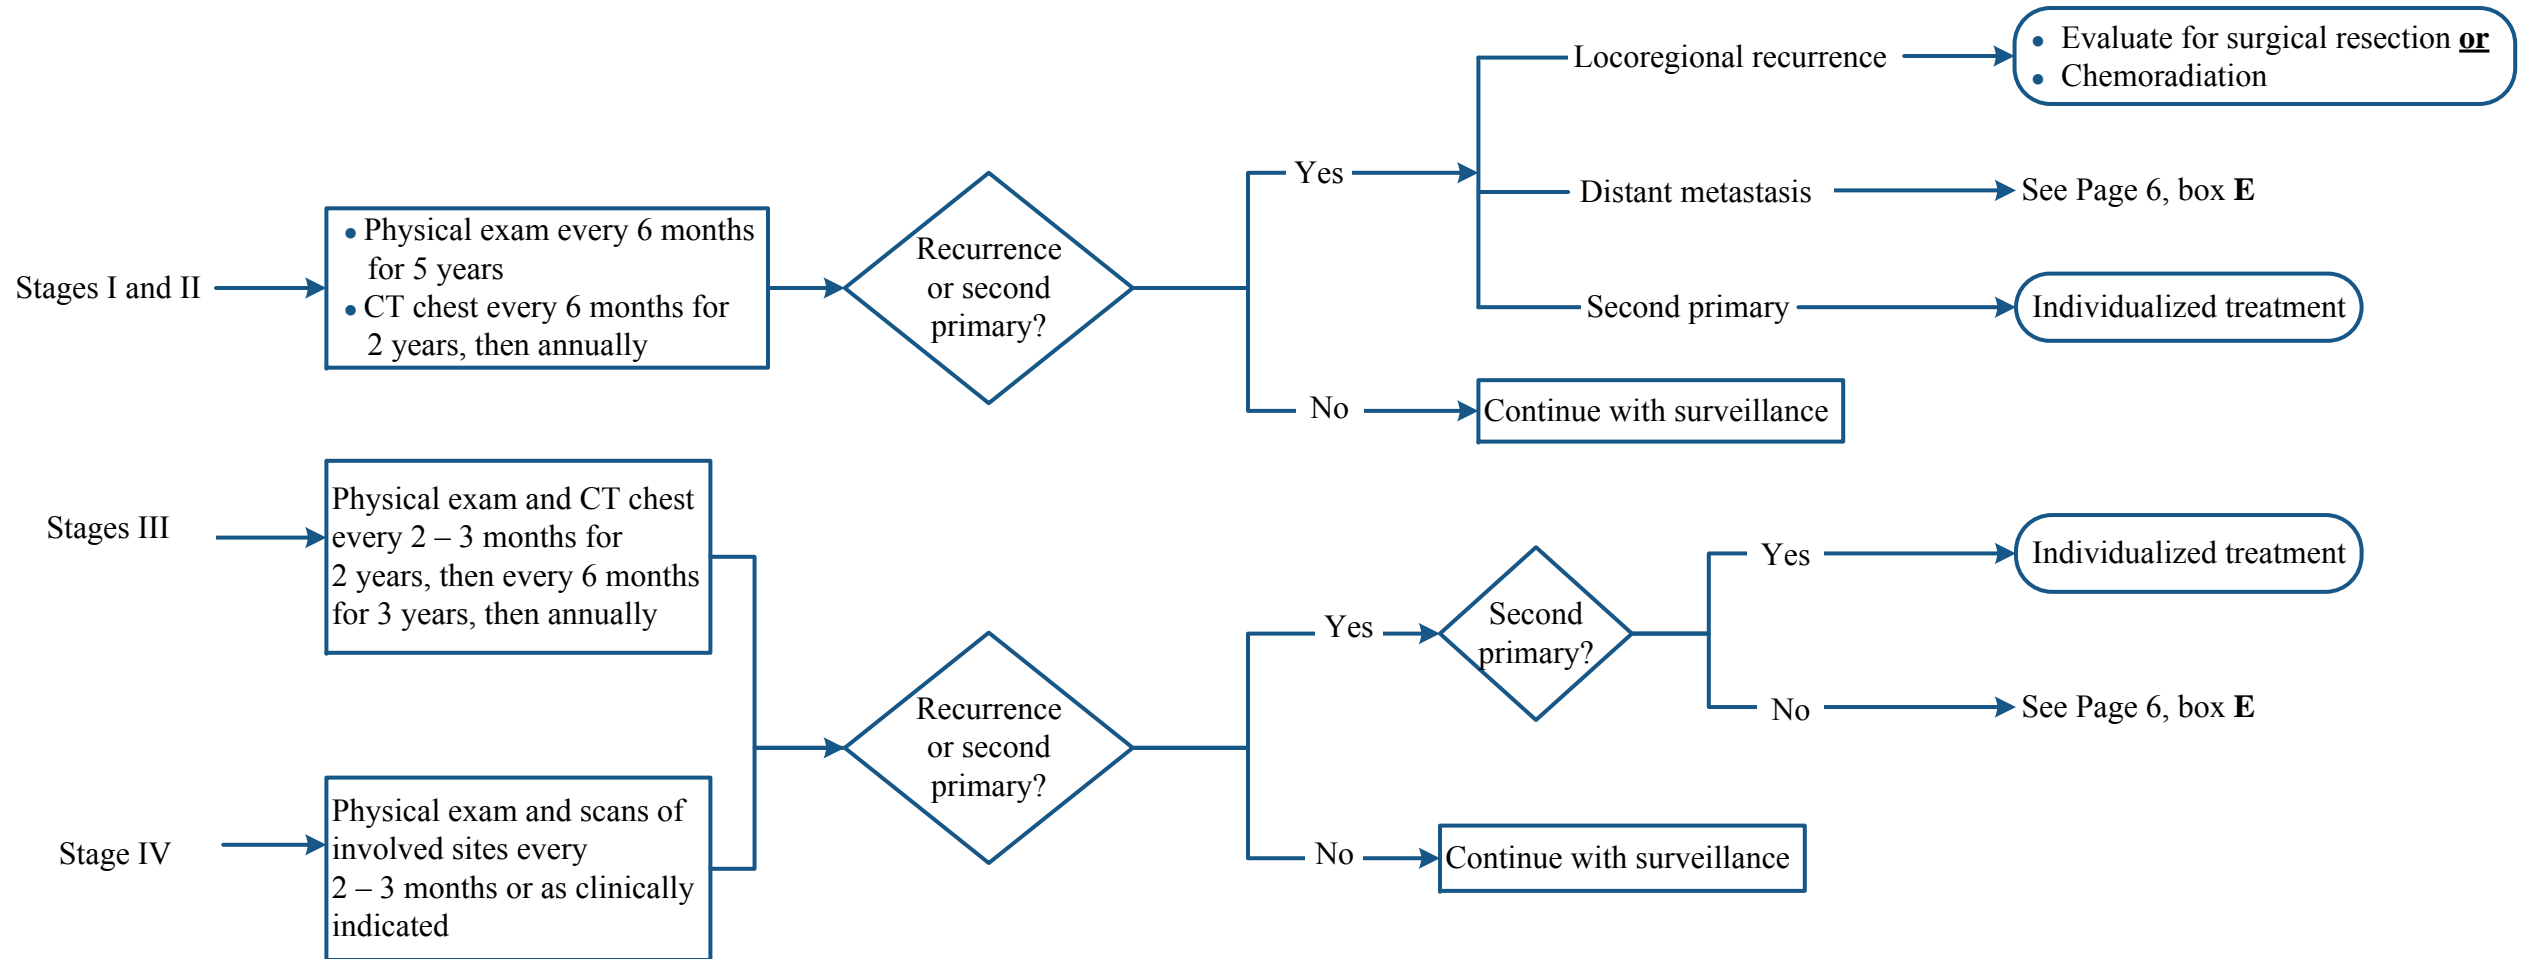 Stages I and II
• Physical exam every 6 months
for 5 years
• CT chest every 6 months for
2 years, then annually
Recurrence
or second
primary?
Yes
Locoregional recurrence
• Evaluate for surgical resection or
• Chemoradiation
Distant metastasis
See Page 6, box E
Second primary
Individualized treatment
No
Continue with surveillance
Stages III
Physical exam and CT chest
every 2 – 3 months for
2 years, then every 6 months
for 3 years, then annually
Stage IV
Physical exam and scans of
involved sites every
2 – 3 months or as clinically
indicated
Recurrence
or second
primary?
Yes
Second
primary?
Yes
Individualized treatment
No
See Page 6, box E
No
Continue with surveillance